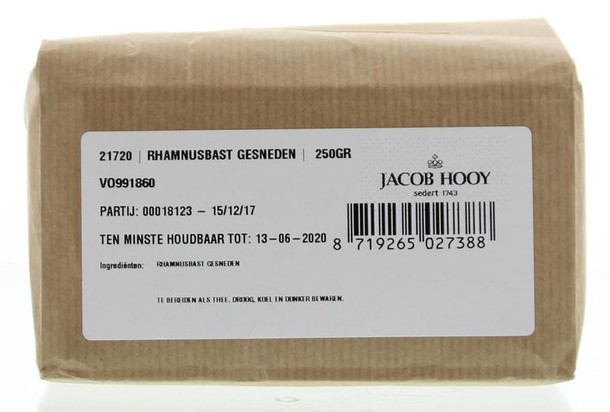 21720 | RHAMNUSBAST GESNEDEN | 250GR
VO991860
JACOB HOOY
sedert 1743
PARTIJ: 00018123 – 15/12/17
TEN MINSTE HOUDBAAR TOT: 13-06-2020
8 719265 027388
Ingrediënten: RHAMNUSBAST GESNEDEN
TE BEREIDEN ALS THEE. DROOG, KOEL EN DONKER BEWAREN.